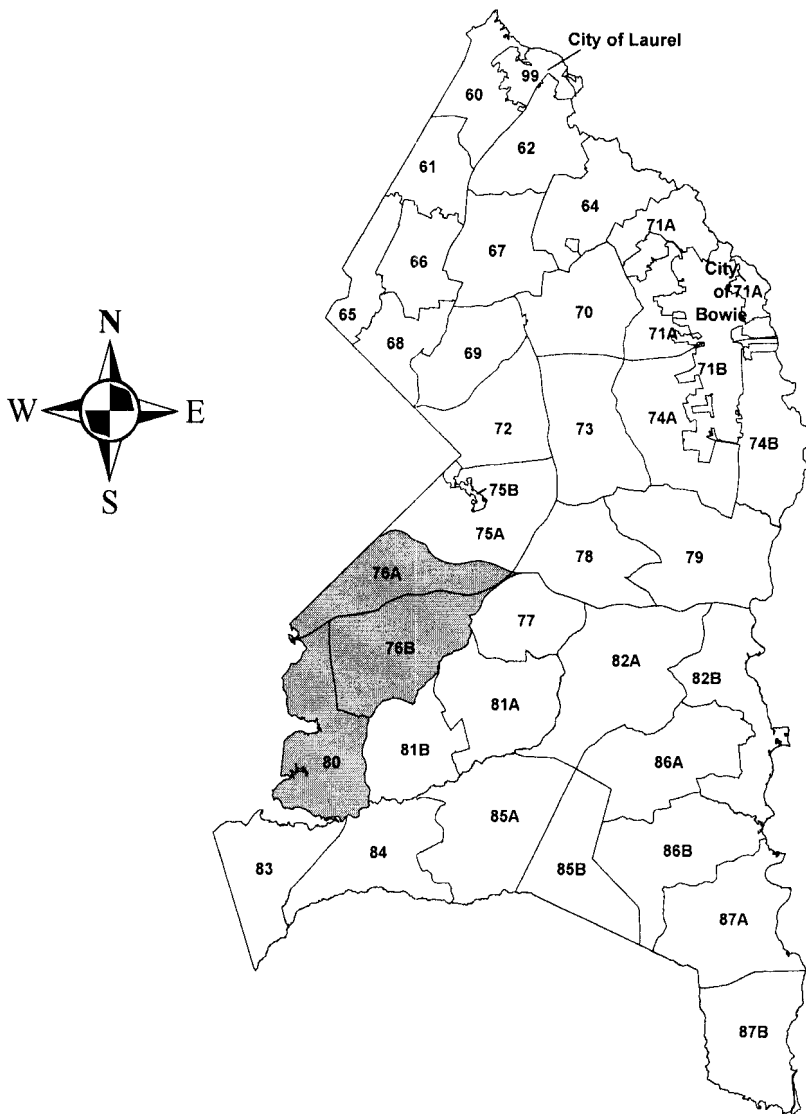 City of Laurel
99
60
62
61
64
71A
66
67
City
of 71A
Bowie
65
70
68
69
71A
71B
N
W E
S
72
73
74A
74B
75B
75A
78
79
76A
77
76B
82A
82B
81A
81B
80
86A
85A
83
84
85B
86B
87A
87B